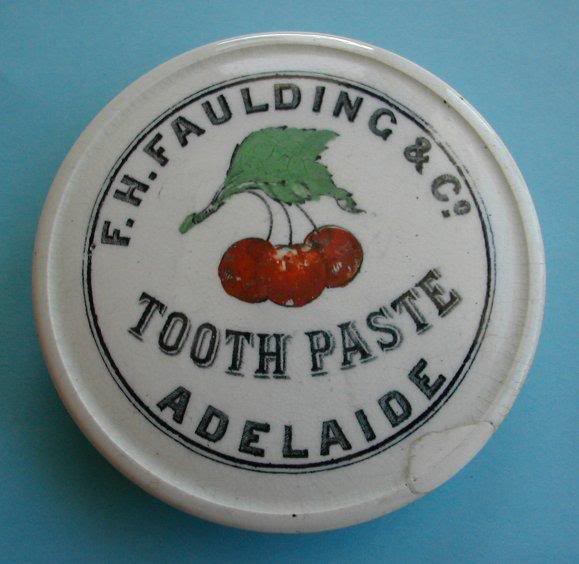 F. H. FAULDING & Cº.
TOOTH PASTE
ADELAIDE